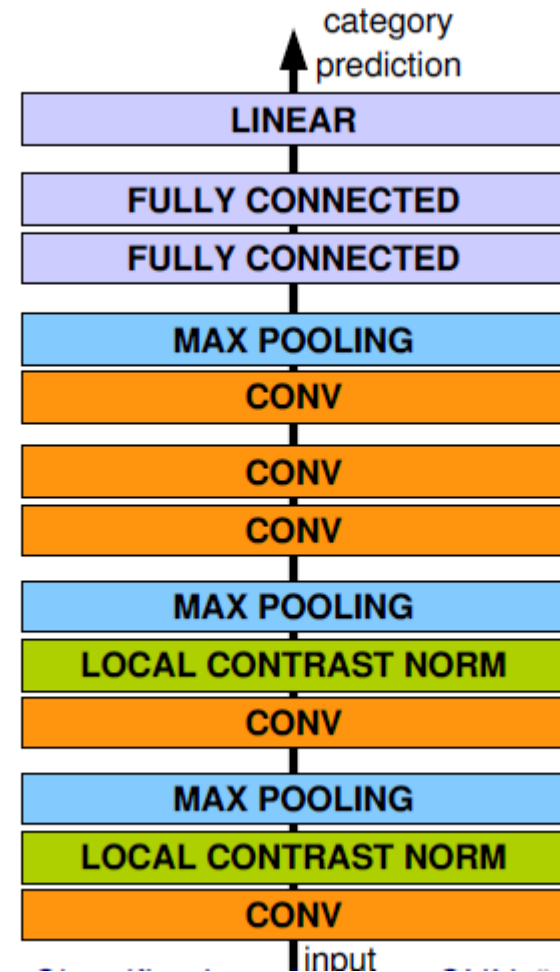 category
prediction
LINEAR
FULLY CONNECTED
FULLY CONNECTED
MAX POOLING
CONV
CONV
CONV
MAX POOLING
LOCAL CONTRAST NORM
CONV
MAX POOLING
LOCAL CONTRAST NORM
CONV
input